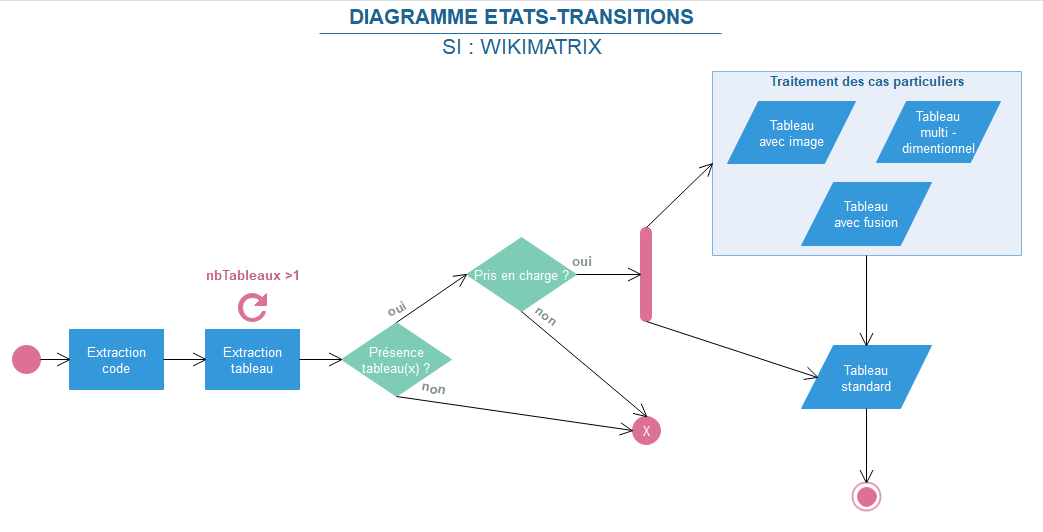 DIAGRAMME ETATS-TRANSITIONS
SI : WIKIMATRIX
Traitement des cas particuliers
Tableau
avec image
Tableau
multi -
dimentionnel
Tableau
avec fusion
nbTableaux >1
Extraction
code
Extraction
tableau
Présence
tableau(x) ?
oui
non
Pris en charge ?
oui
non
X
Tableau
standard